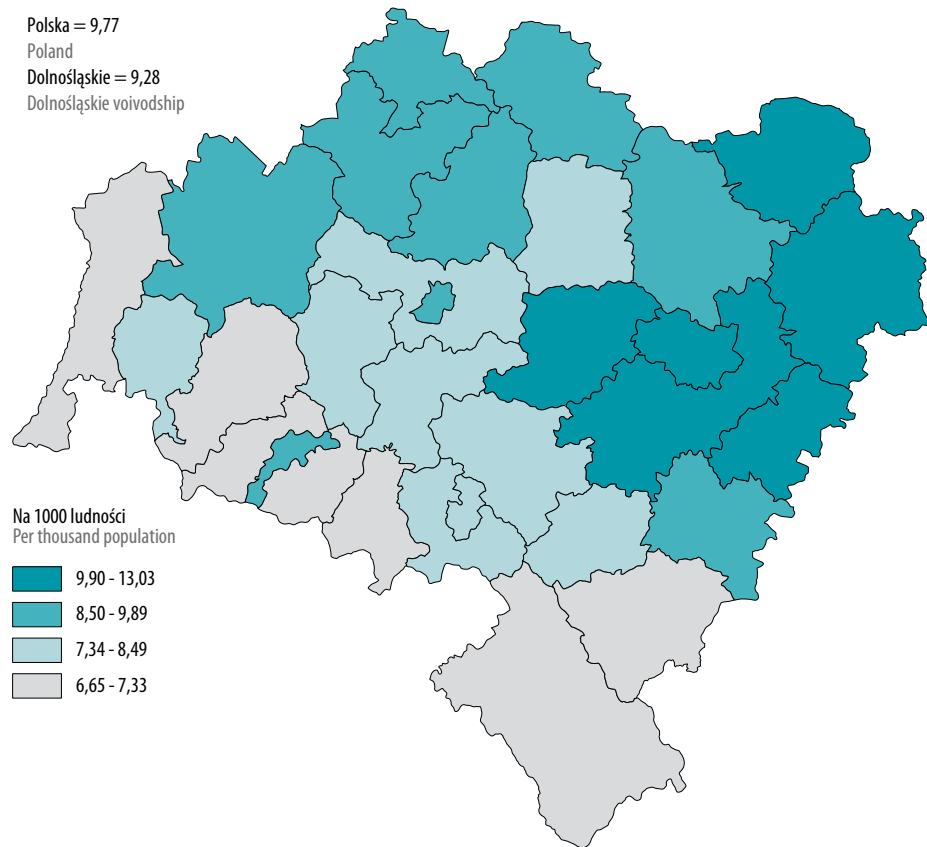 Polska = 9,77
Poland
Dolnośląskie = 9,28
Dolnośląskie voivodship
Na 1000 ludności
Per thousand population
9,90 - 13,03
8,50 - 9,89
7,34 - 8,49
6,65 - 7,33